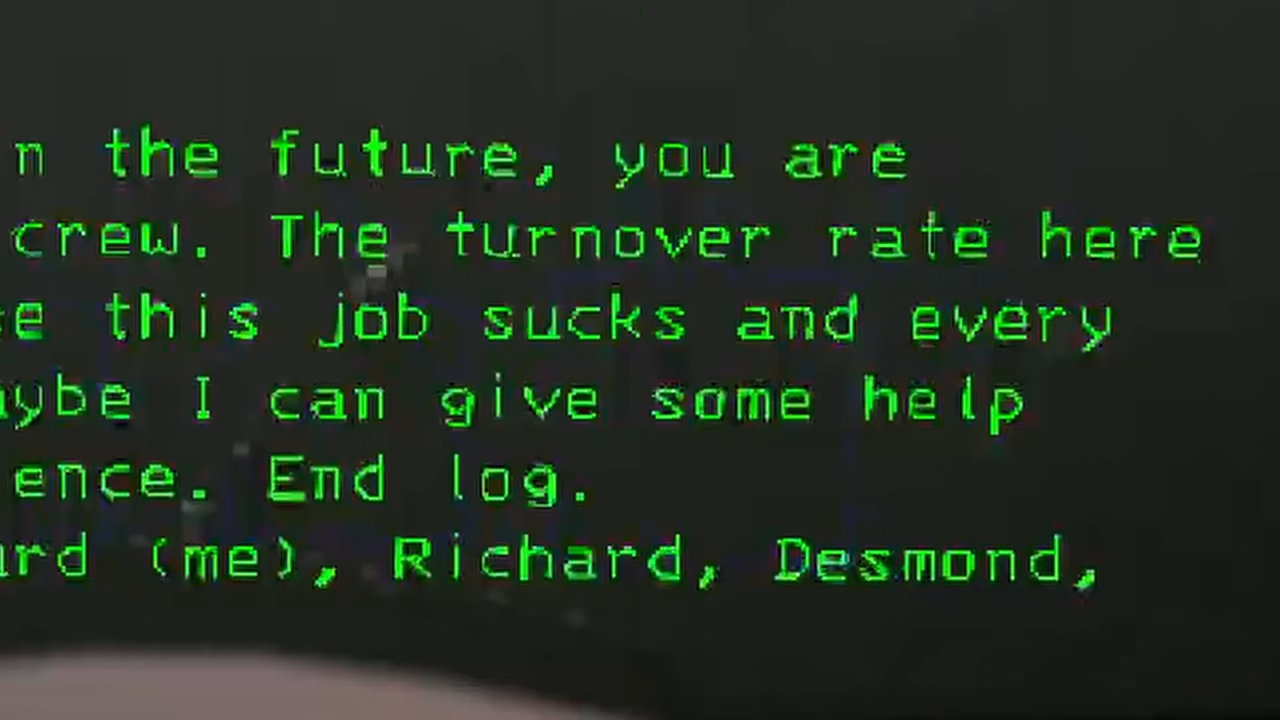 n the future, you are
crew. The turnover rate here
e this job sucks and every
aybe I can give some help
ence. End log.
ard (me), Richard, Desmond,